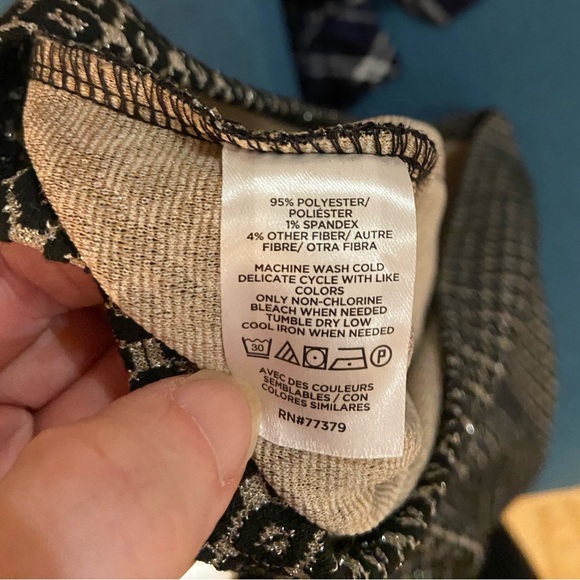 95% POLYESTER/
POLIÉSTER
1% SPANDEX
4% OTHER FIBER/ AUTRE
FIBRE/ OTRA FIBRA
MACHINE WASH COLD
DELICATE CYCLE WITH LIKE
COLORS
ONLY NON-CHLORINE
BLEACH WHEN NEEDED
TUMBLE DRY LOW
COOL IRON WHEN NEEDED
30 P
AVEC DES COULEURS
SEMBLABLES / CON
COLORES SIMILARES
RN#77379